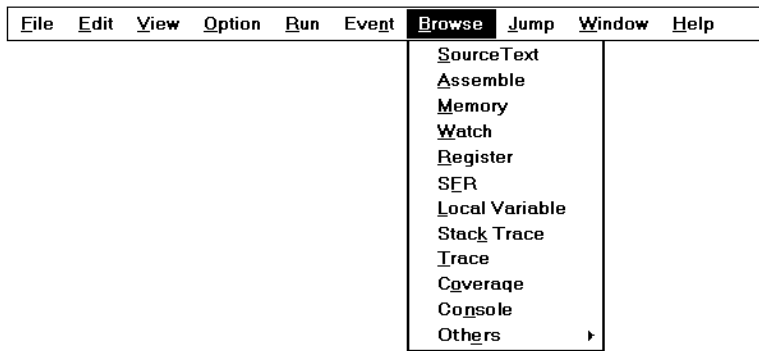 File Edit View Option Run Event Browse Jump Window Help
SourceText
Assemble
Memory
Watch
Register
SFR
Local Variable
Stack Trace
Trace
Coverage
Console
Others